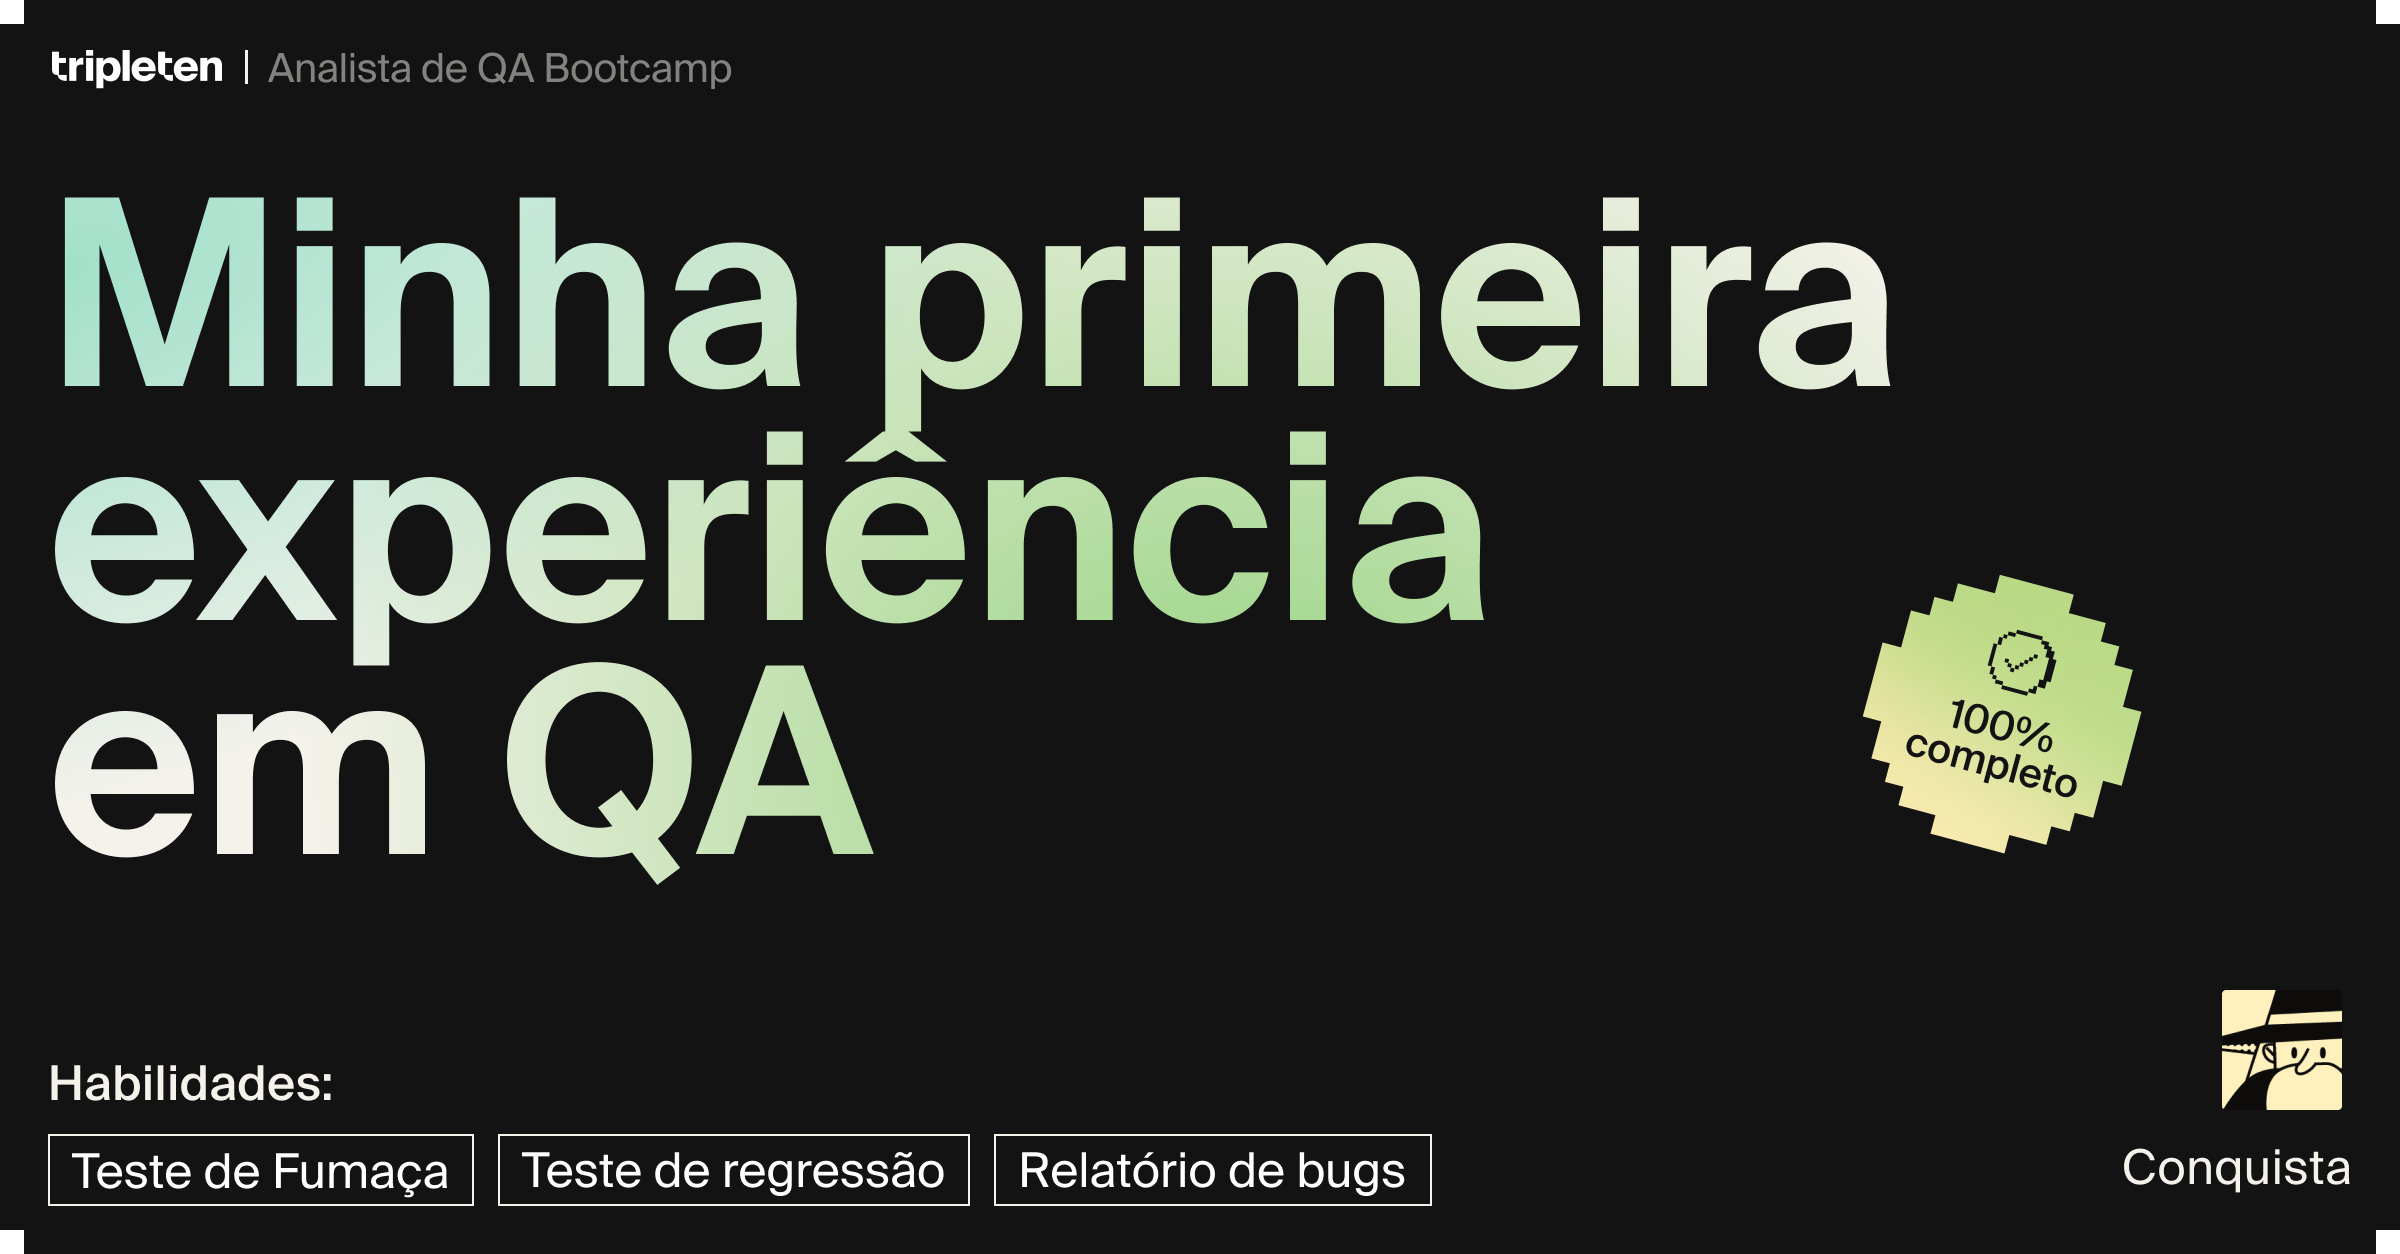 tripleten | Analista de QA Bootcamp
Minha primeira
experiência
em QA
100%
completo
Habilidades:
Teste de Fumaça
Teste de regressão
Relatório de bugs
Conquista